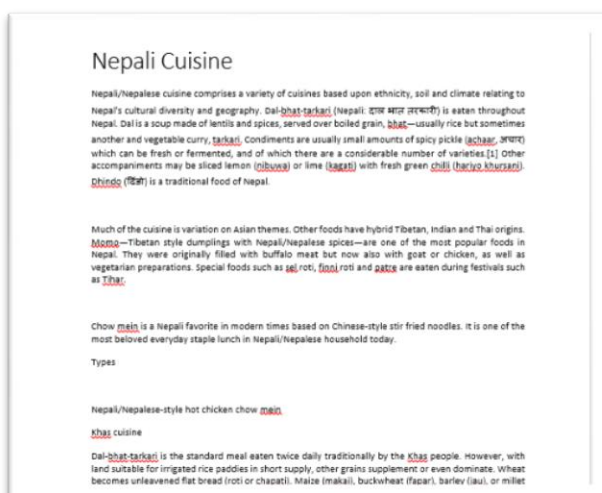 Nepali Cuisine
Nepali/Nepalese cuisine comprises a variety of cuisines based upon ethnicity, soil and climate relating to
Nepal's cultural diversity and geography. Dal-bhat-tarkari (Nepali: दाल भात तरकारी) is eaten throughout
Nepal. Dal is a soup made of lentils and spices, served over boiled grain, bhat—usually rice but sometimes
another and vegetable curry, tarkari. Condiments are usually small amounts of spicy pickle (achaar, अचार)
which can be fresh or fermented, and of which there are a considerable number of varieties.[1] Other
accompaniments may be sliced lemon (nibuwa) or lime (kagati) with fresh green chilli (hariyo khursani).
Dhindo (ढिंडो) is a traditional food of Nepal.
Much of the cuisine is variation on Asian themes. Other foods have hybrid Tibetan, Indian and Thai origins.
Momo—Tibetan style dumplings with Nepali/Nepalese spices—are one of the most popular foods in
Nepal. They were originally filled with buffalo meat but now also with goat or chicken, as well as
vegetarian preparations. Special foods such as sel roti, finni roti and patre are eaten during festivals such
as Tihar.
Chow mein is a Nepali favorite in modern times based on Chinese-style stir fried noodles. It is one of the
most beloved everyday staple lunch in Nepali/Nepalese household today.
Types
Nepali/Nepalese-style hot chicken chow mein
Khas cuisine
Dal-bhat-tarkari is the standard meal eaten twice daily traditionally by the Khas people. However, with
land suitable for irrigated rice paddies in short supply, other grains supplement or even dominate. Wheat
becomes unleavened flat bread (roti or chapati). Maize (makai), buckwheat (fapar), barley (jau), or millet